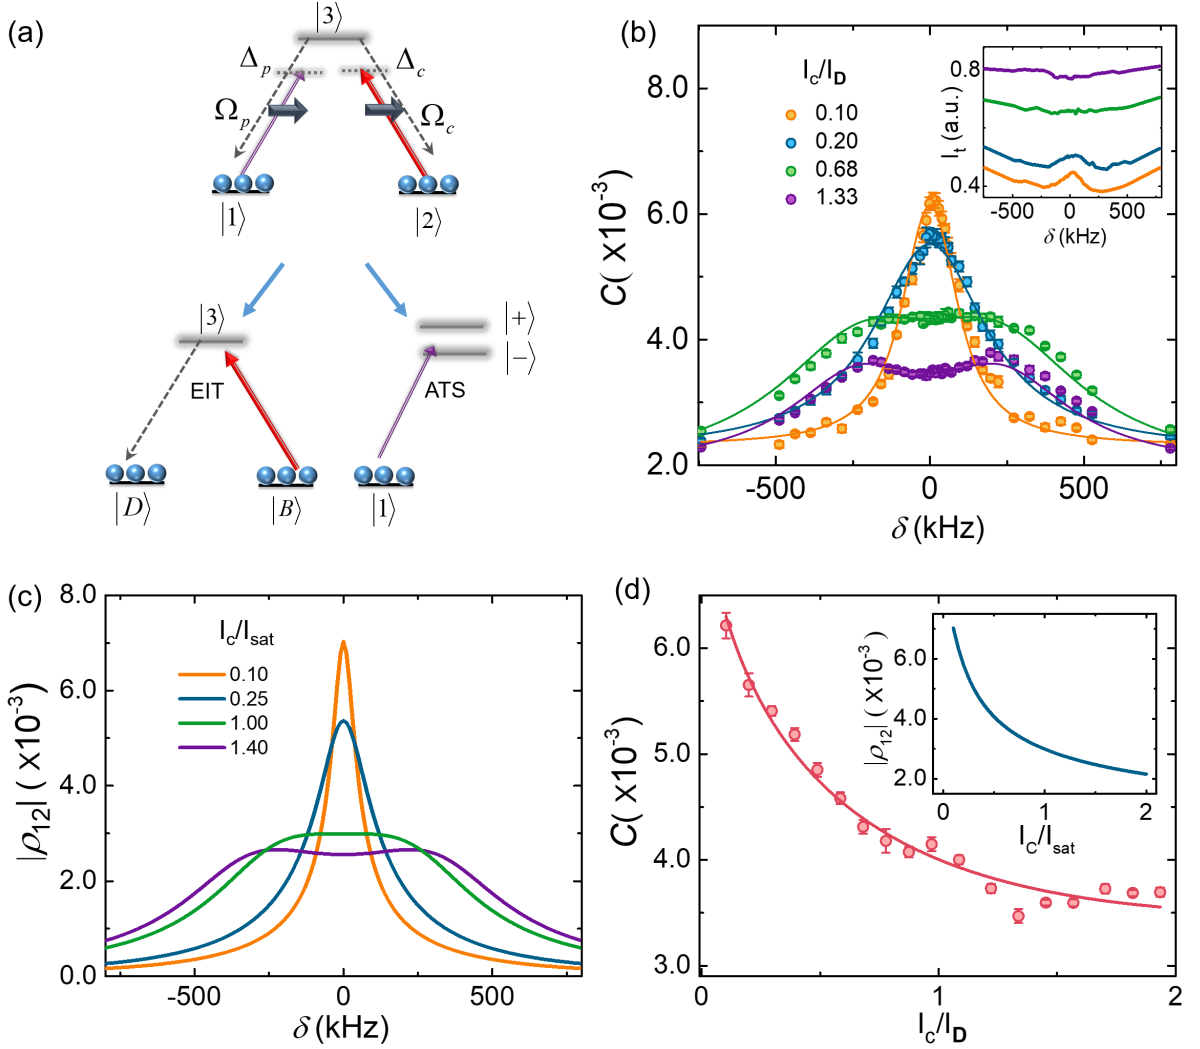 (a)
|3⟩
Δp
Δc
Ωp
Ωc
|1⟩
|2⟩
|3⟩
|+⟩
|−⟩
EIT
ATS
|D⟩
|B⟩
|1⟩
(b)
8.0
6.0
4.0
2.0
C( X10-3)
Ic/ID
0.10
0.20
0.68
1.33
0.8
0.4
It (a.u.)
-500
0
500
δ (kHz)
-500
0
500
δ (kHz)
(c)
8.0
6.0
4.0
2.0
0.0
|ρ12| ( x10-3)
Ic/Isat
0.10
0.25
1.00
1.40
-500
0
500
δ (kHz)
(d)
6.0
5.0
4.0
3.0
C( X10-3)
6.0
4.0
2.0
|ρ12| ( X10-3)
0
1
2
IC/Isat
0
1
2
Ic/ID